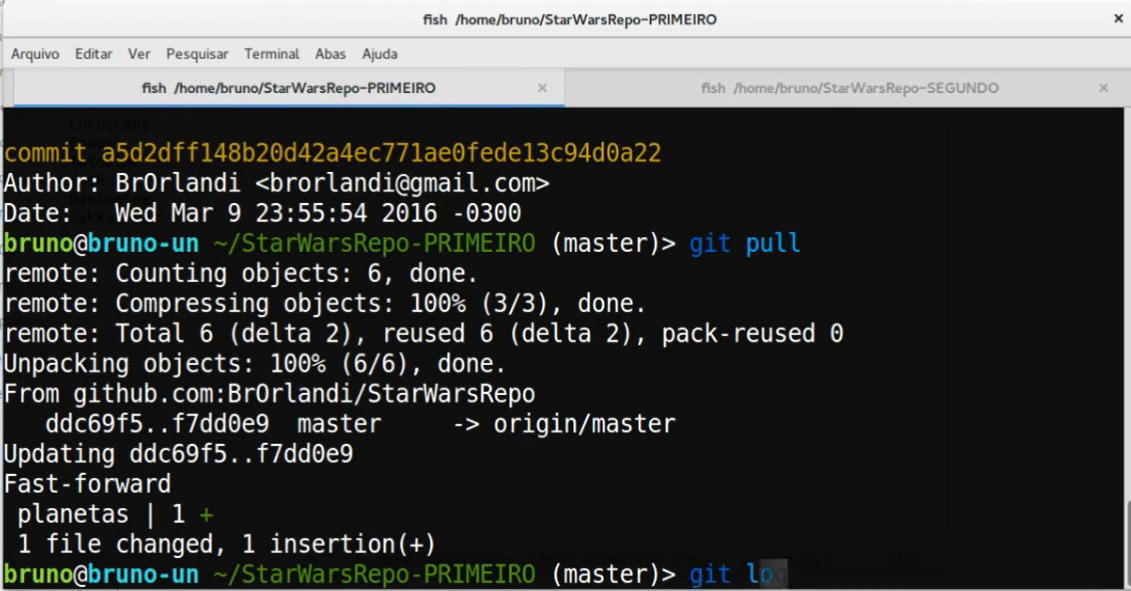 fish /home/bruno/StarWarsRepo-PRIMEIRO
Arquivo Editar Ver Pesquisar Terminal Abas Ajuda
fish /home/bruno/StarWarsRepo-PRIMEIRO
fish /home/bruno/StarWarsRepo-SEGUNDO
Coruscant
commit a5d2dff148b20d42a4ec771ae0fede13c94d0a22
Author: BrOrlandi <brorlandi@gmail.com>
Date: Wed Mar 9 23:55:54 2016 -0300
bruno@bruno-un ~/StarWarsRepo-PRIMEIRO (master)> git pull
remote: Counting objects: 6, done.
remote: Compressing objects: 100% (3/3), done.
remote: Total 6 (delta 2), reused 6 (delta 2), pack-reused 0
Unpacking objects: 100% (6/6), done.
From github.com:BrOrlandi/StarWarsRepo
ddc69f5..f7dd0e9 master -> origin/master
Updating ddc69f5..f7dd0e9
Fast-forward
planetas | 1 +
1 file changed, 1 insertion(+)
bruno@bruno-un ~/StarWarsRepo-PRIMEIRO (master)> git log